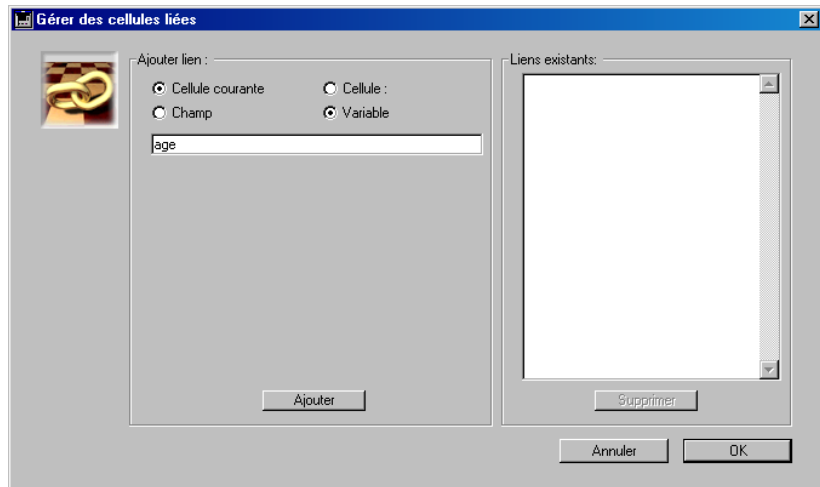 Gérer des cellules liées
Ajouter lien :
Cellule courante
Cellule :
Champ
Variable
age
Ajouter
Liens existants:
Supprimer
Annuler
OK